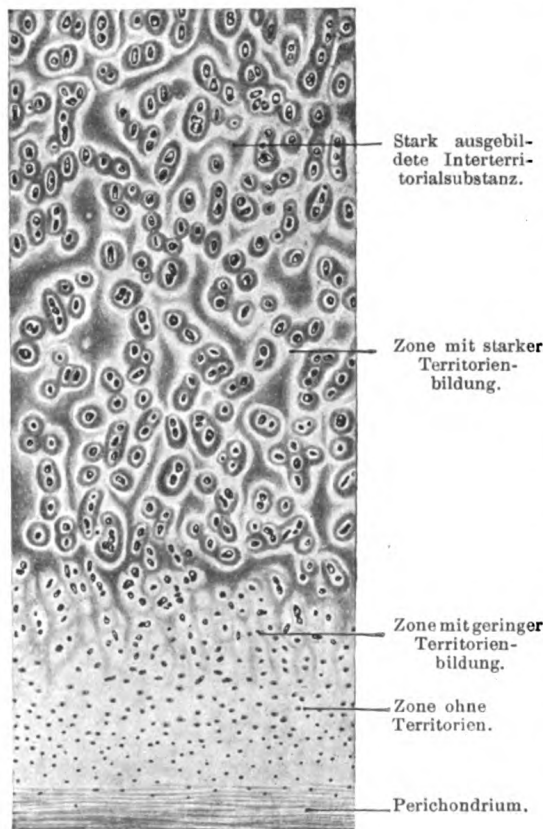 Stark ausgebil-
dete Interterri-
torialsubstanz.
Zone mit starker
Territorien-
bildung.
Zone mit geringer
Territorien-
bildung.
Zone ohne
Territorien.
Perichondrium.